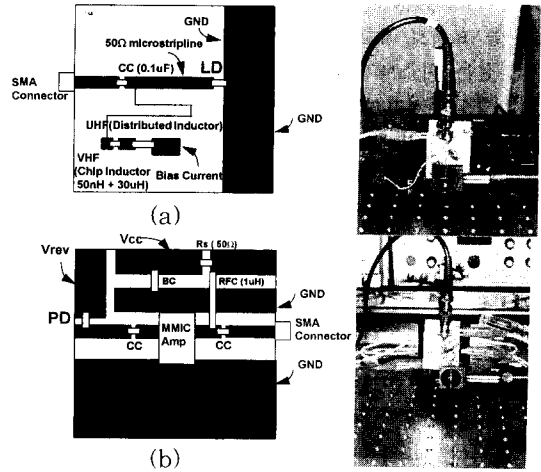 (a)
GND
50Ω microstripline
CC (0.1uF)
LD
SMA
Connector
GND
UHF(Distributed Inductor)
VHF
(Chip Inductor
50nH + 30uH)
Bias Current
(a)
Vrev
Vcc
Rs (50Ω)
BC
RFC (1uH)
GND
PD
MMIC
Amp
SMA
Connector
CC
CC
GND
(b)